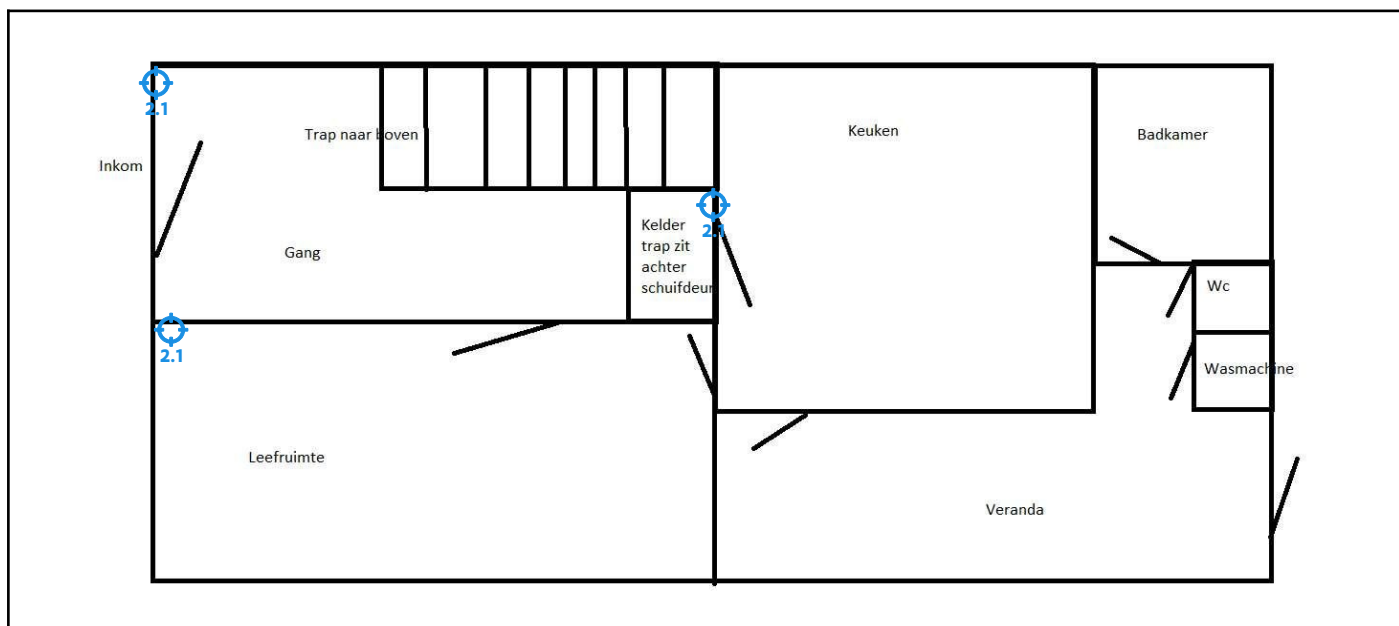 2.1
Trap naar boven
Keuken
Badkamer
Inkom
Gang
Kelder
trap zit
achter
schuifdeur
2.1
Wc
2.1
Wasmachine
Leefruimte
Veranda